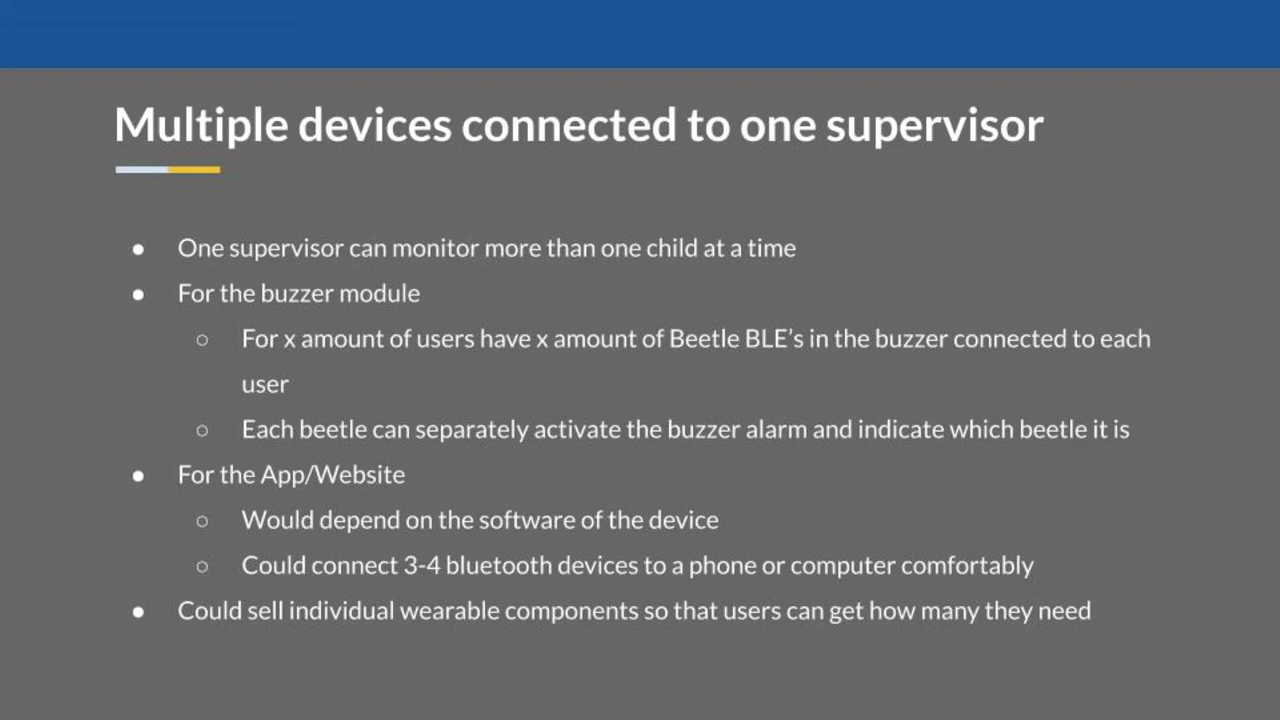 Multiple devices connected to one supervisor
● One supervisor can monitor more than one child at a time
● For the buzzer module
○ For x amount of users have x amount of Beetle BLE’s in the buzzer connected to each
user
○ Each beetle can separately activate the buzzer alarm and indicate which beetle it is
● For the App/Website
○ Would depend on the software of the device
○ Could connect 3-4 bluetooth devices to a phone or computer comfortably
● Could sell individual wearable components so that users can get how many they need